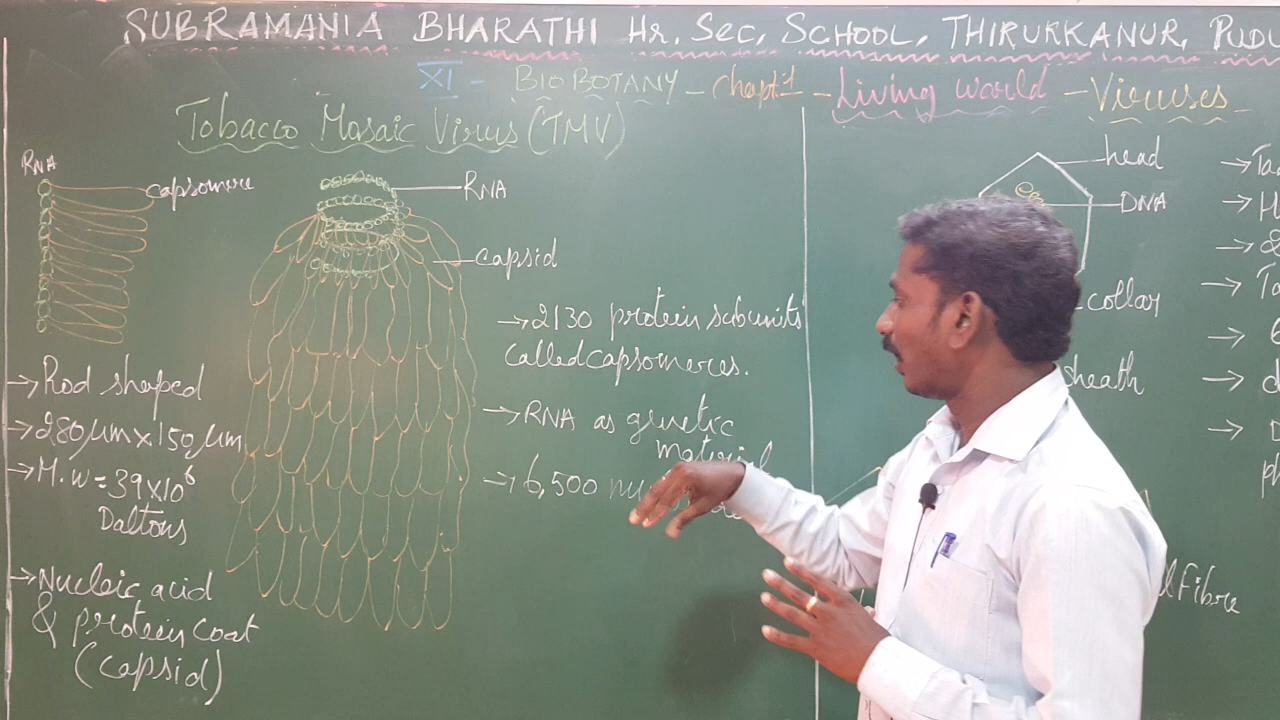 SUBRAMANIA BHARATHI Hr. Sec. SCHOOL, THIRUKKANUR,
XI - BIO BOTANY - Chapt-1 - Living world - Viruses
Tobacco Mosaic Virus (TMV)
RNA
capsomere
RNA
capsid
→ Rod shaped
→ 280 μm x 150 μm
→ M.w = 39x10⁶
Daltons
→ Nucleic acid
& protein coat
(capsid)
→ 2130 protein subunits
called capsomeres.
→ RNA as genetic
material
→ 6,500
head
DNA
collar
sheath
Fibre